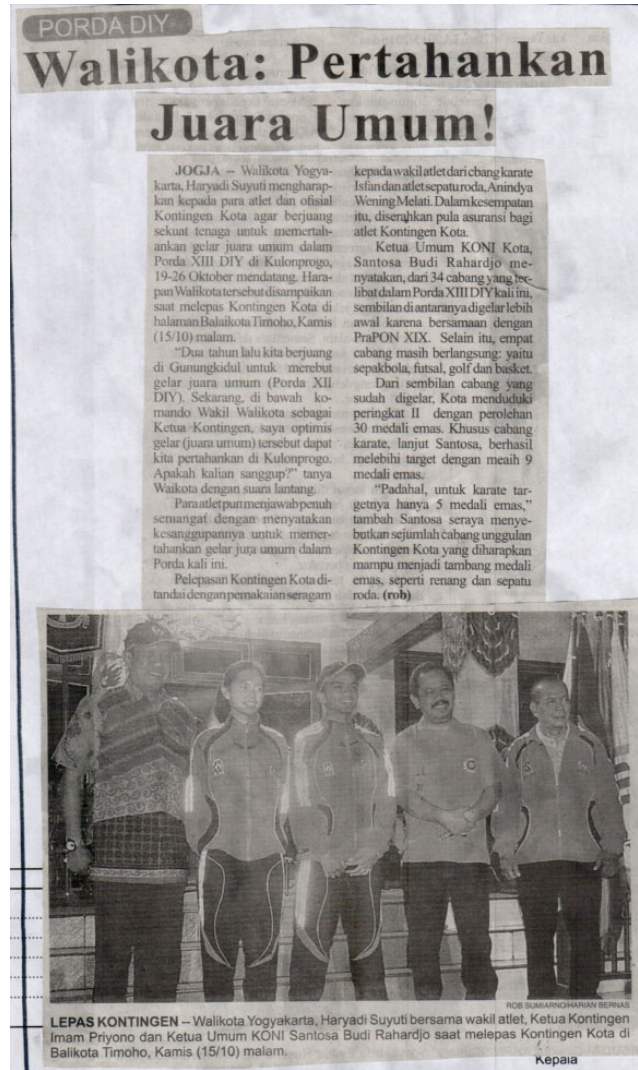 PORDA DIY
Walikota: Pertahankan
Juara Umum!
JOGJA – Walikota Yogya-
karta, Haryadi Suyuti mengharap-
kan kepada para atlet dan ofisial
Kontingen Kota agar berjuang
sekuat tenaga untuk memertah-
ankan gelar juara umum dalam
Porda XIII DIY di Kulonprogo,
19-26 Oktober mendatang. Hara-
pan Walikota tersebut disampaikan
saat melepas Kontingen Kota di
halaman Balaikota Timoho, Kamis
(15/10) malam.
“Dua tahun lalu kita berjuang
di Gunungkidul untuk merebut
gelar juara umum (Porda XII
DIY). Sekarang, di bawah ko-
mando Wakil Walikota sebagai
Ketua Kontingen, saya optimis
gelar (juara umum) tersebut dapat
kita pertahankan di Kulonprogo.
Apakah kalian sanggup?” tanya
Waikota dengan suara lantang.
Para atlet pun menjawab penuh
semangat dengan menyatakan
kesanggupannya untuk memer-
tahankan gelar jura umum dalam
Porda kali ini.
Pelepasan Kontingen Kota di-
tandai dengan pemakaian seragam
kepada wakil atlet dari cbang karate
Isfan dan atlet sepatu roda, Anindya
Wening Melati. Dalam kesempatan
itu, diserahkan pula asuransi bagi
atlet Kontingen Kota.
Ketua Umum KONI Kota,
Santosa Budi Rahardjo me-
nyatakan, dari 34 cabang yang ter-
libat dalam Porda XIII DIY kali ini,
sembilan di antaranya digelar lebih
awal karena bersamaan dengan
PraPON XIX. Selain itu, empat
cabang masih berlangsung: yaitu
sepakbola, futsal, golf dan basket.
Dari sembilan cabang yang
sudah digelar, Kota menduduki
peringkat II dengan perolehan
30 medali emas. Khusus cabang
karate, lanjut Santosa, berhasil
melebihi target dengan meaih 9
medali emas.
“Padahal, untuk karate tar-
getnya hanya 5 medali emas,”
tambah Santosa seraya menye-
butkan sejumlah cabang unggulan
Kontingen Kota yang diharapkan
mampu menjadi tambang medali
emas, seperti renang dan sepatu
roda. (rob)
ROB SUMIARNO/HARIAN BERNAS
LEPAS KONTINGEN – Walikota Yogyakarta, Haryadi Suyuti bersama wakil atlet, Ketua Kontingen
Imam Priyono dan Ketua Umum KONI Santosa Budi Rahardjo saat melepas Kontingen Kota di
Balikota Timoho, Kamis (15/10) malam.
Kepala